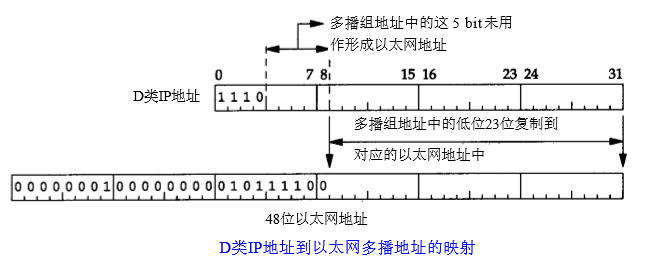 多播组地址中的这 5 bit未用
作形成以太网地址
0 7 8 15 16 23 24 31
D类IP地址 1 1 1 0
多播组地址中的低位23位复制到
对应的以太网地址中
0 0 0 0 0 0 0 1 0 0 0 0 0 0 0 0 0 1 0 1 1 1 1 0 0
48位以太网地址
D类IP地址到以太网多播地址的映射